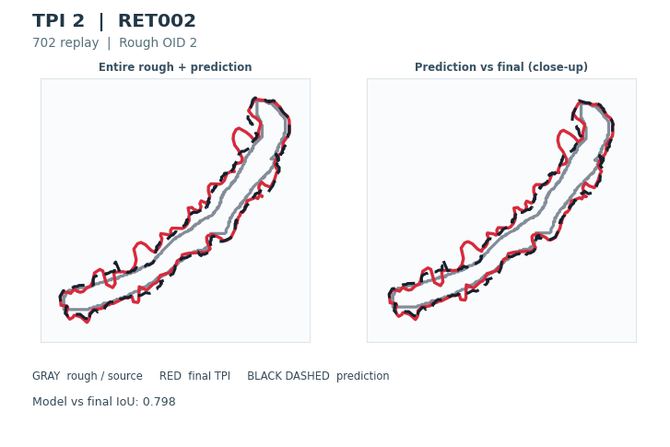 TPI 2 | RET002
702 replay | Rough OID 2
Entire rough + prediction
Prediction vs final (close-up)
GRAY rough / source RED final TPI BLACK DASHED prediction
Model vs final IoU: 0.798